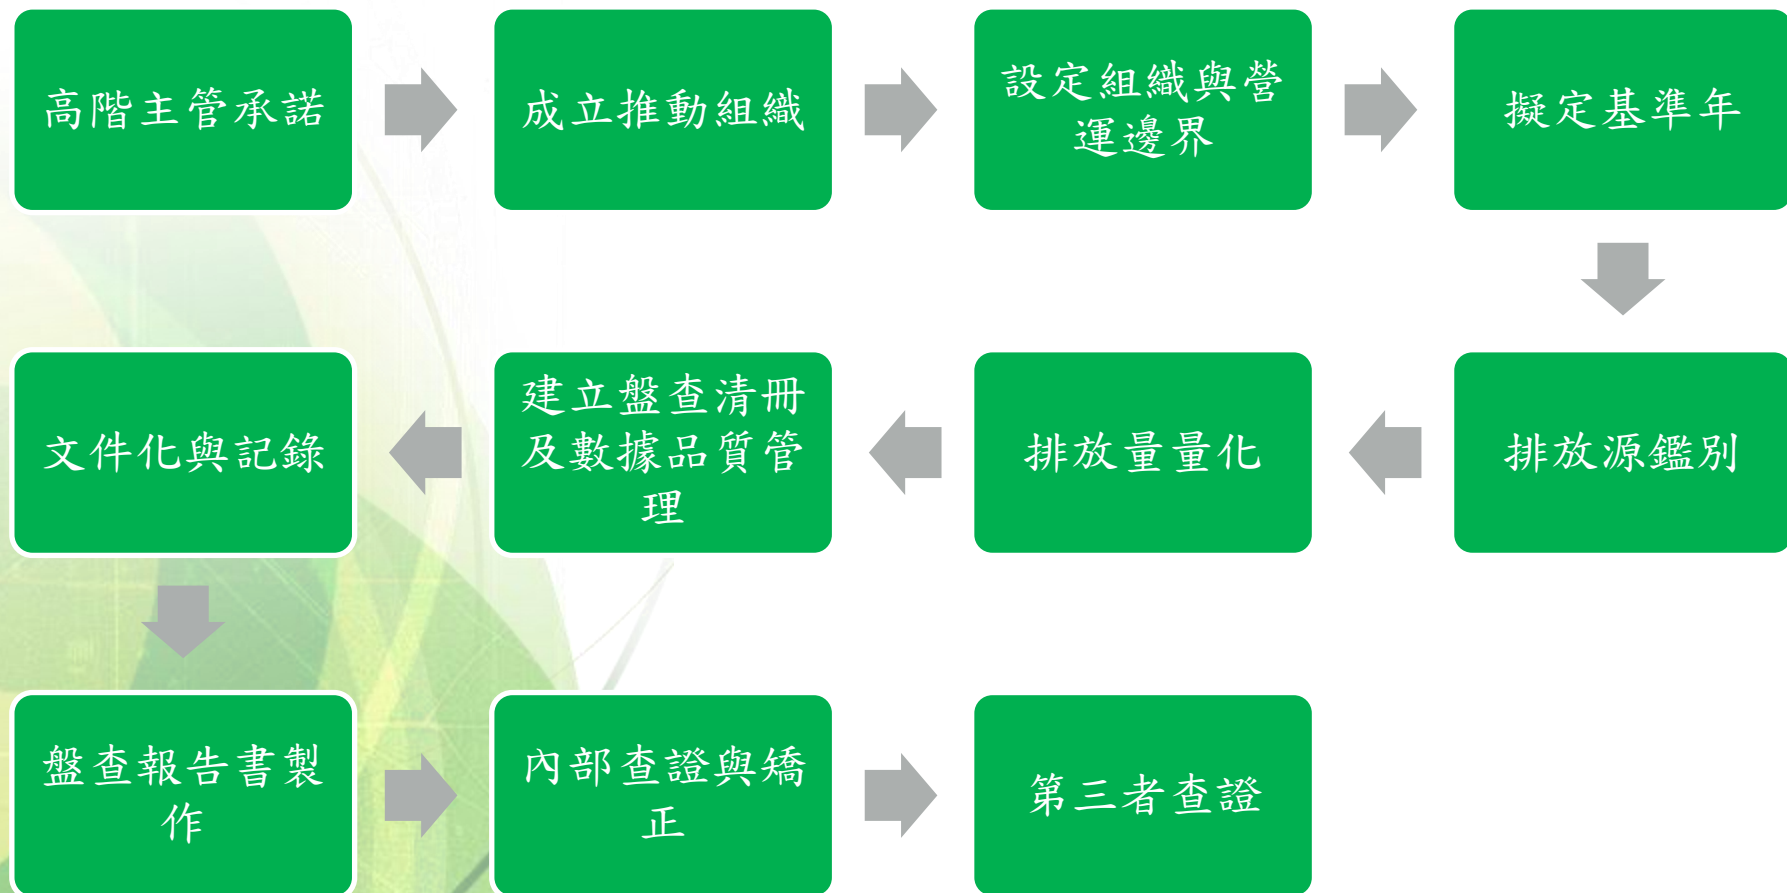 高階主管承諾
成立推動組織
設定組織與營
運邊界
擬定基準年
排放源鑑別
排放量量化
建立盤查清冊
及數據品質管
理
文件化與記錄
盤查報告書製
作
內部查證與矯
正
第三者查證